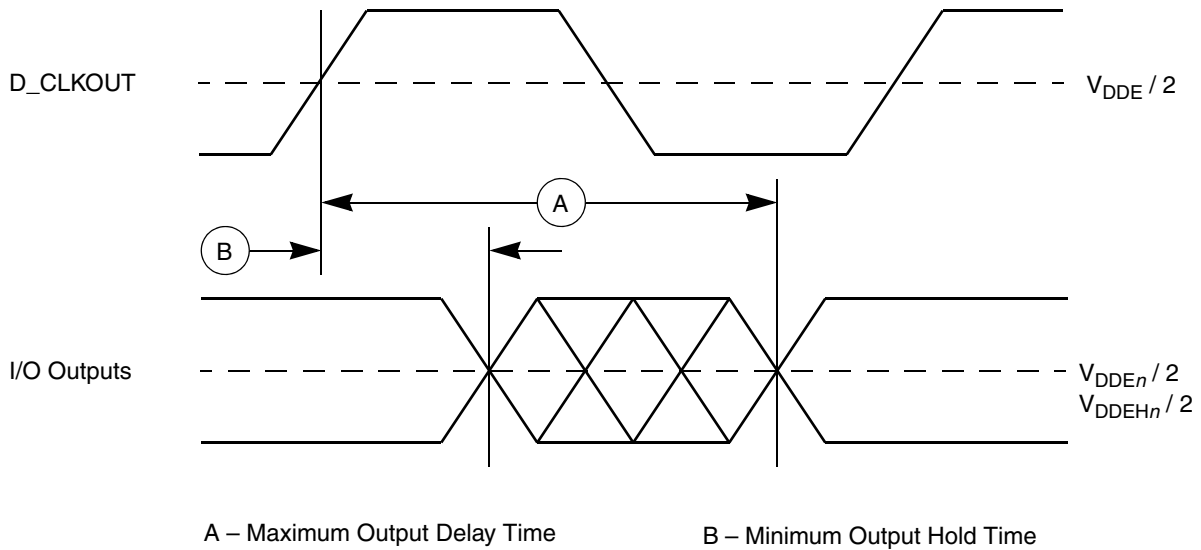 D_CLKOUT
V_DDE / 2
A
B
I/O Outputs
V_DDEn / 2
V_DDEHn / 2
A – Maximum Output Delay Time
B – Minimum Output Hold Time